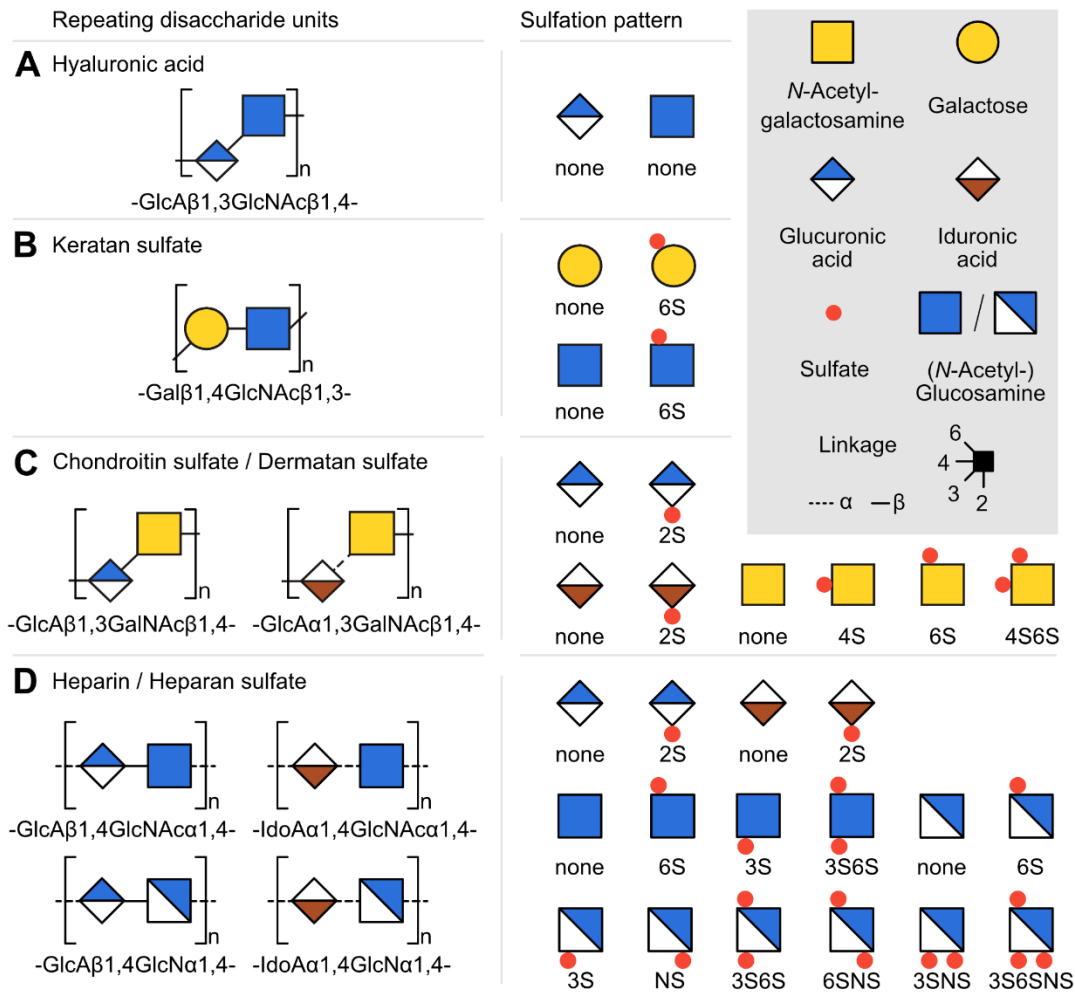 Repeating disaccharide units
Sulfation pattern
A Hyaluronic acid
n
-GlcAβ1,3GlcNAcβ1,4-
none none
B Keratan sulfate
n
-Galβ1,4GlcNAcβ1,3-
none 6S
none 6S
C Chondroitin sulfate / Dermatan sulfate
n n
-GlcAβ1,3GalNAcβ1,4- -GlcAα1,3GalNAcβ1,4-
none 2S
none 2S none 4S 6S 4S6S
D Heparin / Heparan sulfate
n n
-GlcAβ1,4GlcNAcα1,4- -IdoAα1,4GlcNAcα1,4-
n n
-GlcAβ1,4GlcNα1,4- -IdoAα1,4GlcNα1,4-
none 2S none 2S
none 6S 3S 3S6S none 6S
3S NS 3S6S 6SNS 3SNS 3S6SNS
N-Acetyl-
galactosamine
Galactose
Glucuronic
acid
Iduronic
acid
/
Sulfate
(N-Acetyl-)
Glucosamine
Linkage
6
4
3
2
α β